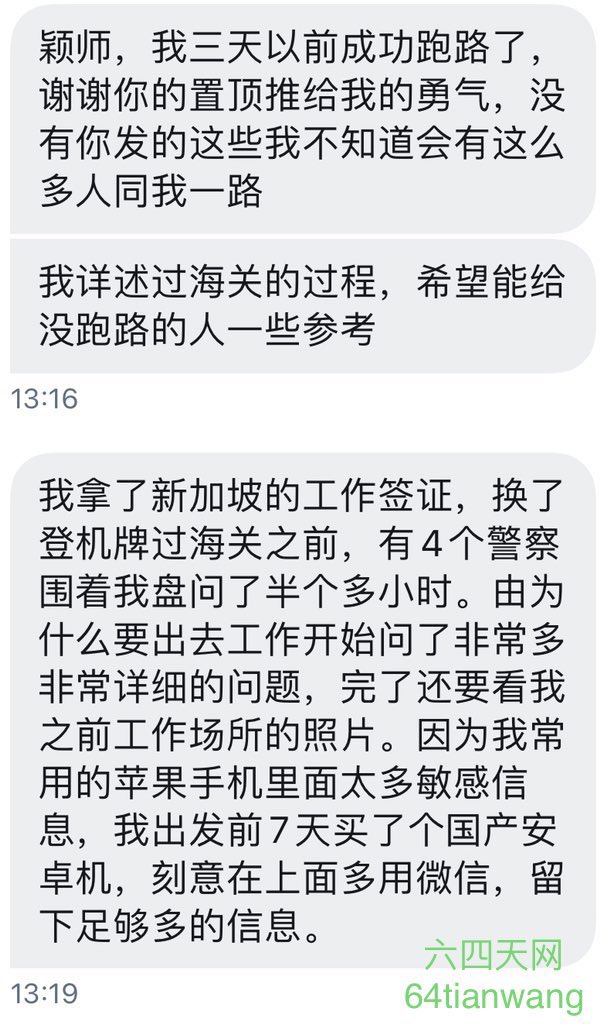 颖师，我三天以前成功跑路了，
谢谢你的置顶推给我的勇气，没
有你发的这些我不知道会有这么
多人同我一路
我详述过海关的过程，希望能给
没跑路的人一些参考
13:16
我拿了新加坡的工作签证，换了
登机牌过海关之前，有4个警察
围着我盘问了半个多小时。由为
什么要出去工作开始问了非常多
非常详细的问题，完了还要看我
之前工作场所的照片。因为我常
用的苹果手机里面太多敏感信
息，我出发前7天买了个国产安
卓机，刻意在上面多用微信，留
下足够多的信息。
13:19
六四天网
64tianwang